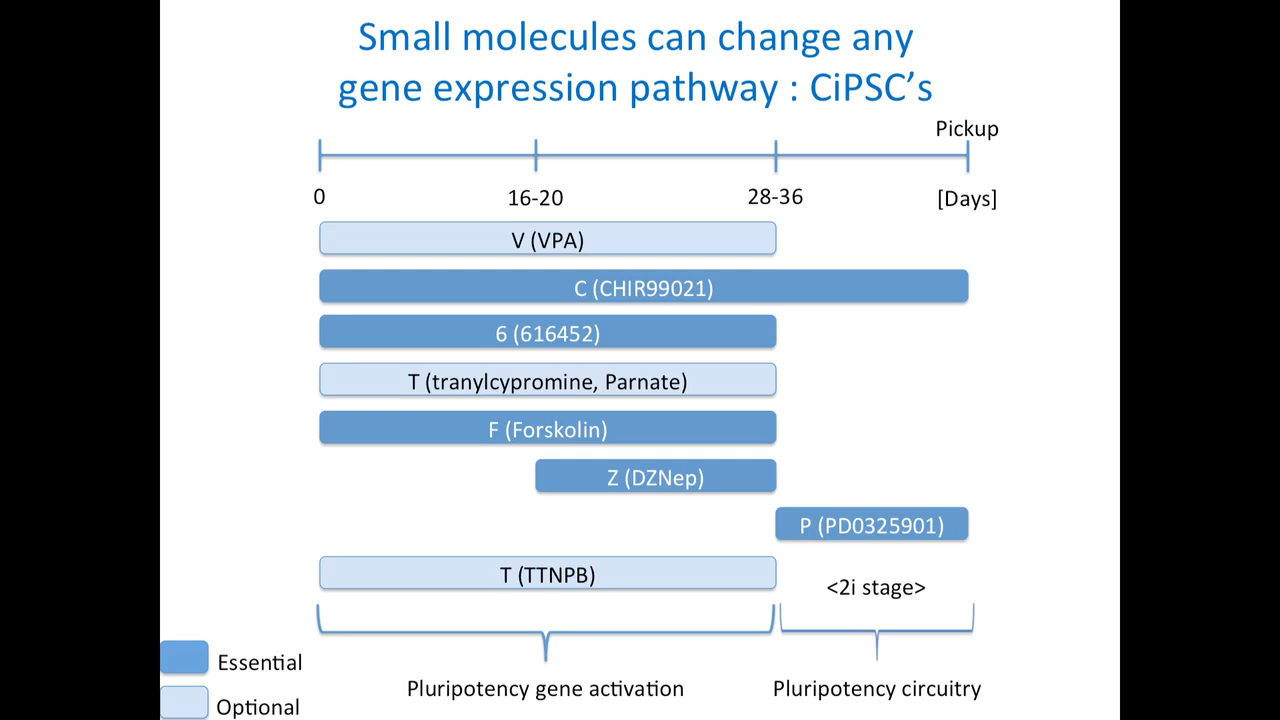 Small molecules can change any
gene expression pathway : CiPSC’s
Pickup
0
16-20
28-36
[Days]
V (VPA)
C (CHIR99021)
6 (616452)
T (tranylcypromine, Parnate)
F (Forskolin)
Z (DZNep)
P (PD0325901)
T (TTNPB)
<2i stage>
Essential
Optional
Pluripotency gene activation
Pluripotency circuitry